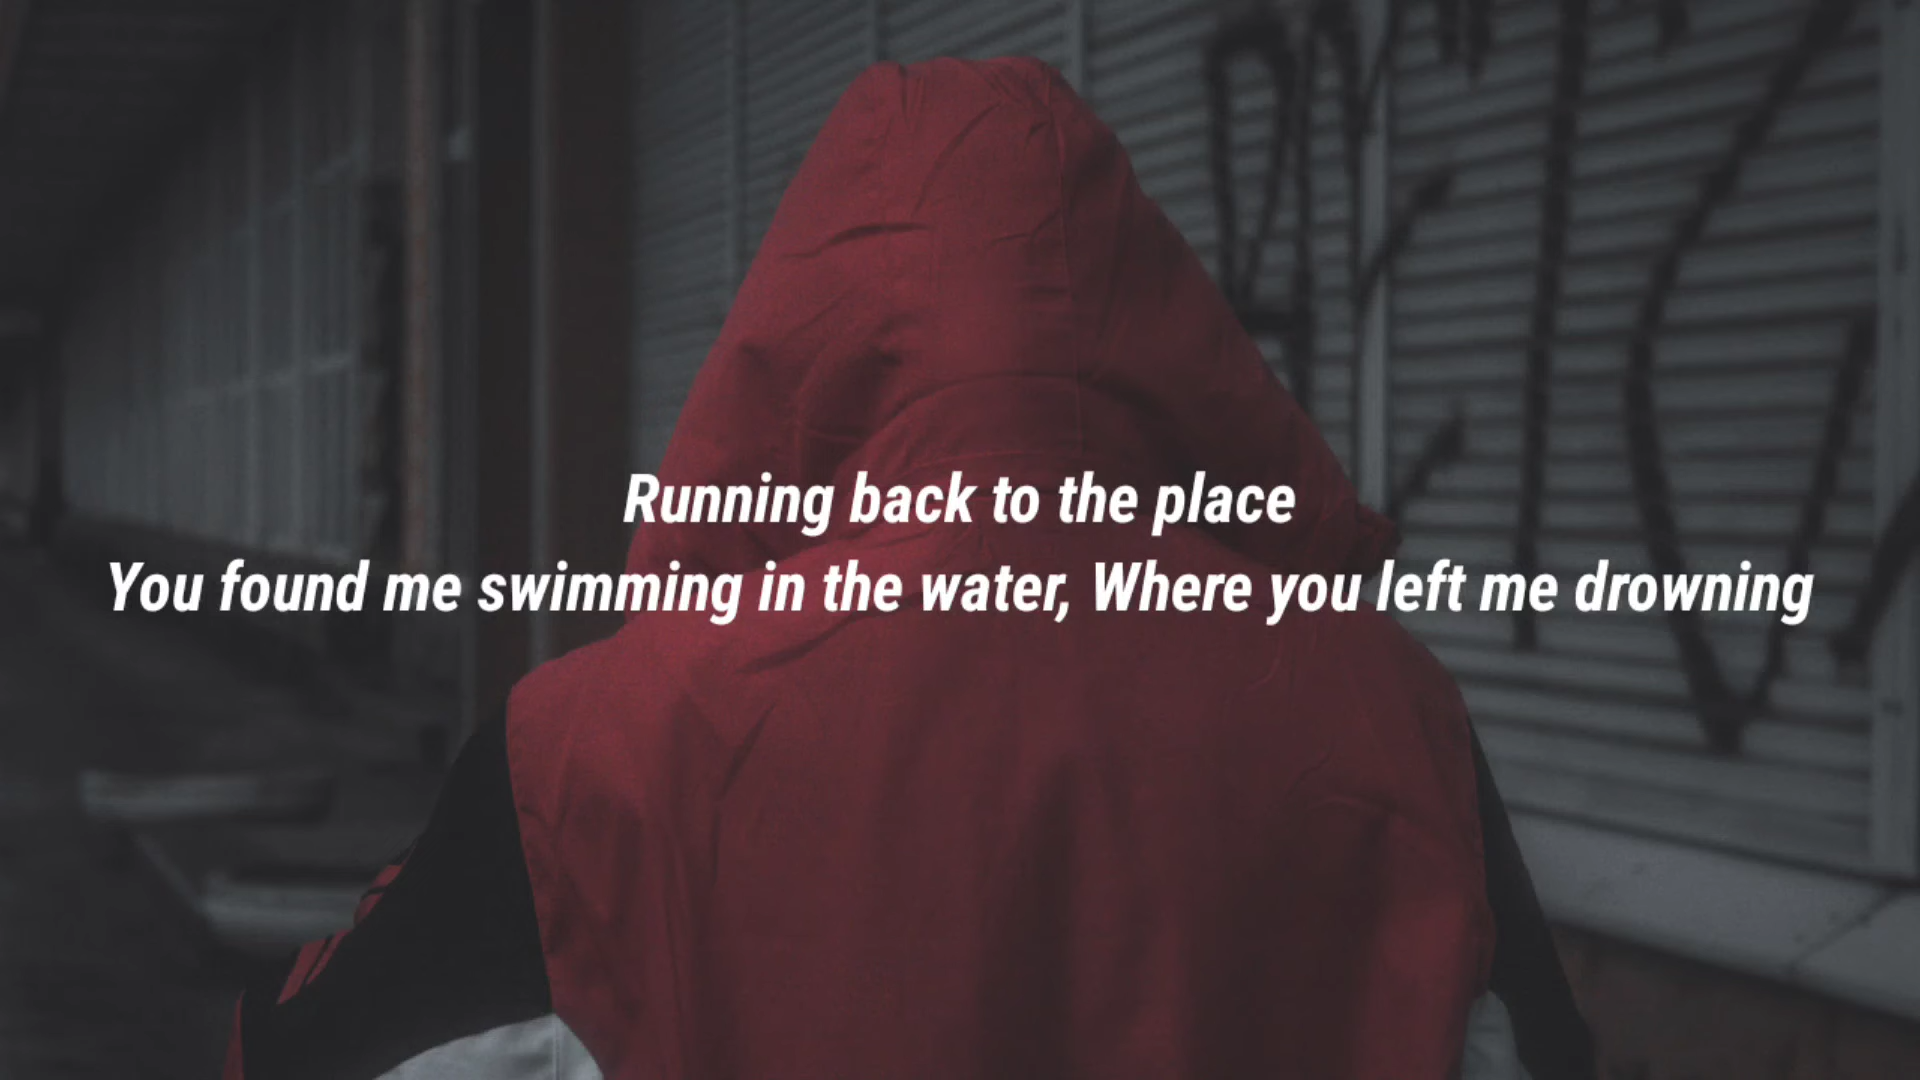 Running back to the place
You found me swimming in the water, Where you left me drowning